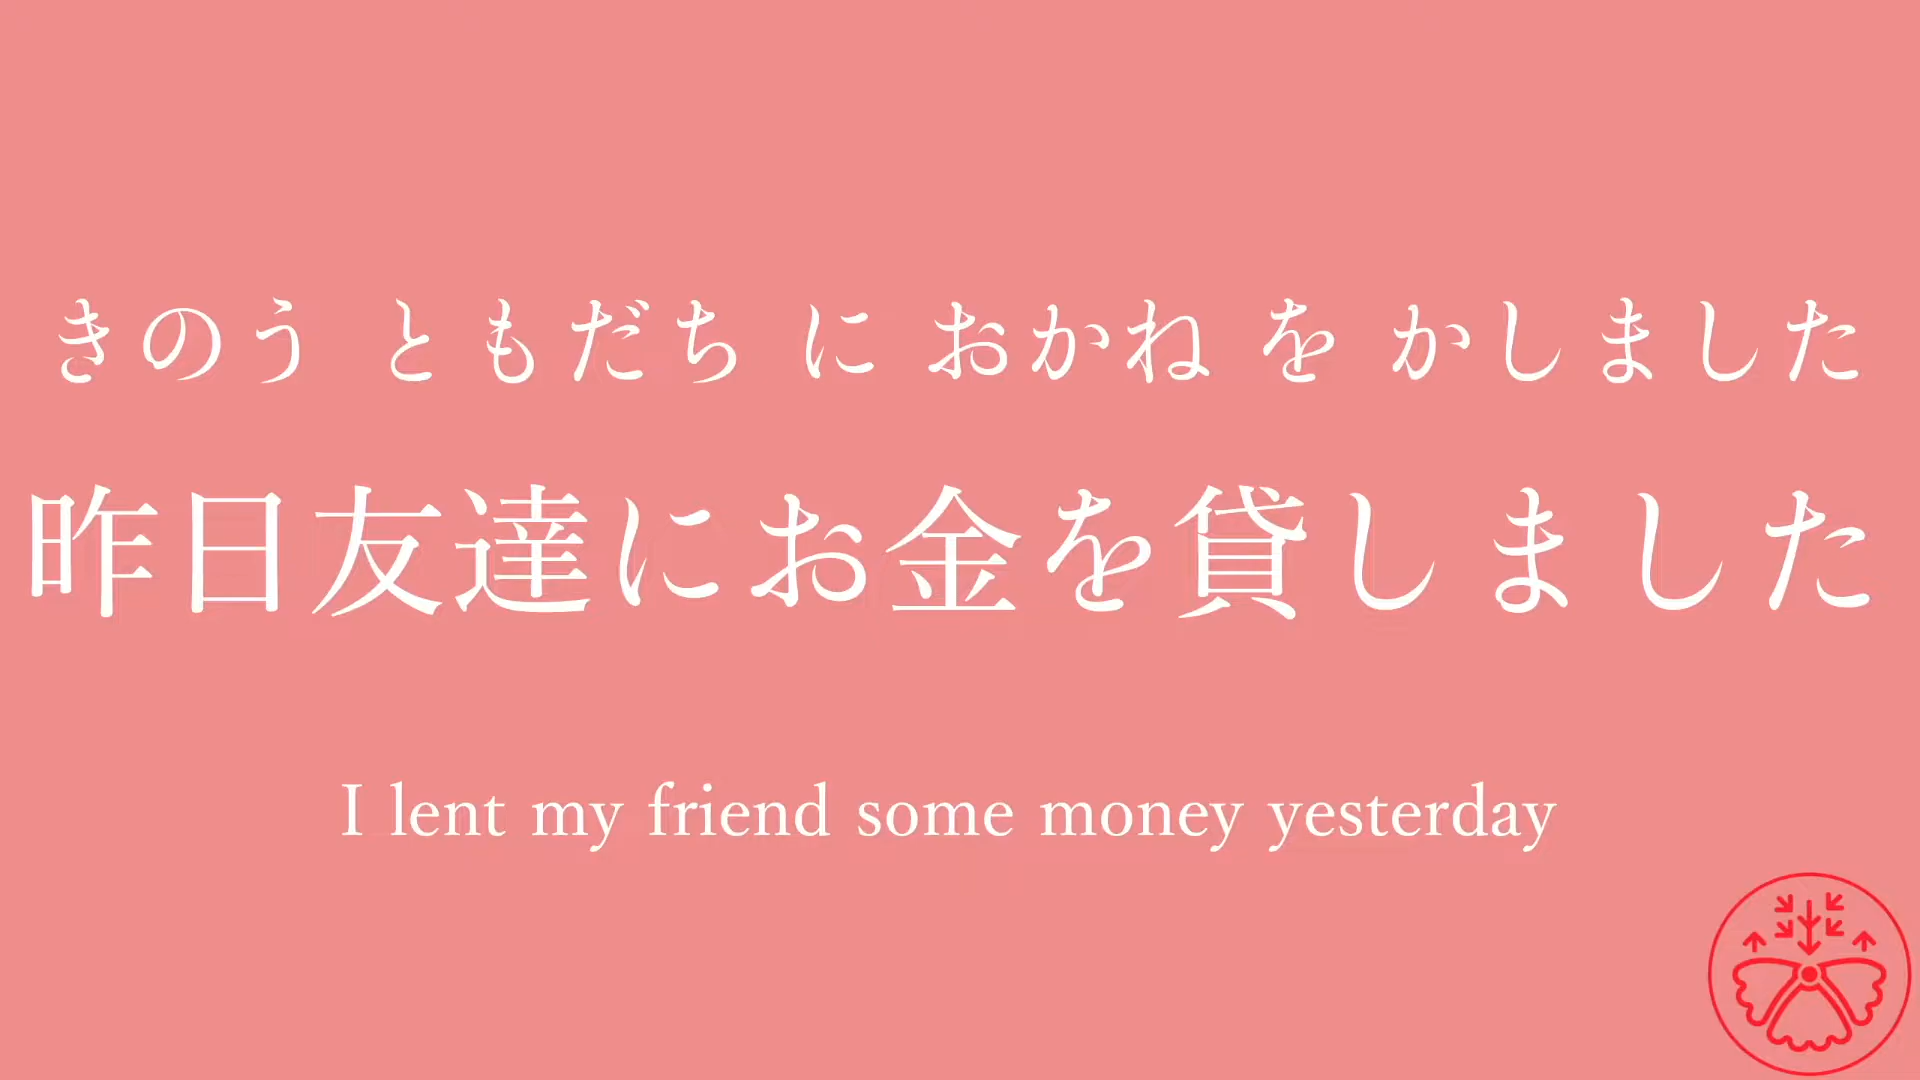 きのう ともだち に おかね を かしました
昨日友達にお金を貸しました
I lent my friend some money yesterday